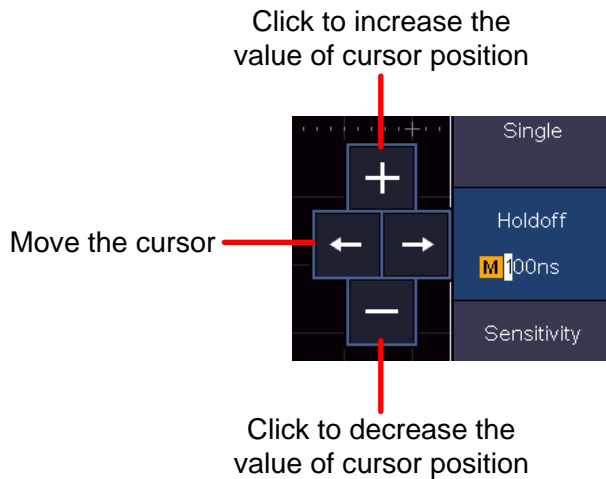 Click to increase the
value of cursor position
Single
+
Move the cursor
← →
Holdoff
M 100ns
−
Sensitivity
Click to decrease the
value of cursor position